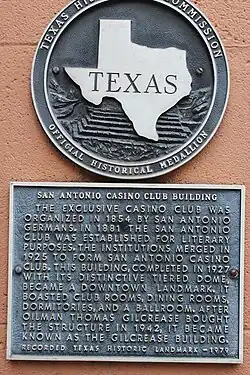 TEXAS HI COMMISSION
TEXAS
OFFICIAL HISTORICAL MEDALLION
SAN ANTONIO CASINO CLUB BUILDING
THE EXCLUSIVE CASINO CLUB WAS
ORGANIZED IN 1854 BY SAN ANTONIO
GERMANS. IN 1881 THE SAN ANTONIO
CLUB WAS ESTABLISHED FOR LITERARY
PURPOSES. THE INSTITUTIONS MERGED IN
1925 TO FORM SAN ANTONIO CASINO
CLUB. THIS BUILDING, COMPLETED IN 1927
WITH ITS DISTINCTIVE TIERED DOME,
BECAME A DOWNTOWN LANDMARK. IT
BOASTED CLUB ROOMS, DINING ROOMS,
DORMITORIES, AND A BALLROOM. AFTER
OILMAN THOMAS GILCREASE BOUGHT
THE STRUCTURE IN 1942, IT BECAME
KNOWN AS THE GILCREASE BUILDING.
RECORDED TEXAS HISTORIC LANDMARK - 1979